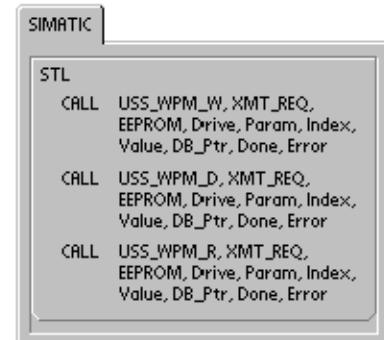 SIMATIC
STL
CALL USS_WPM_W, XMT_REQ,
EEPROM, Drive, Param, Index,
Value, DB_Ptr, Done, Error
CALL USS_WPM_D, XMT_REQ,
EEPROM, Drive, Param, Index,
Value, DB_Ptr, Done, Error
CALL USS_WPM_R, XMT_REQ,
EEPROM, Drive, Param, Index,
Value, DB_Ptr, Done, Error